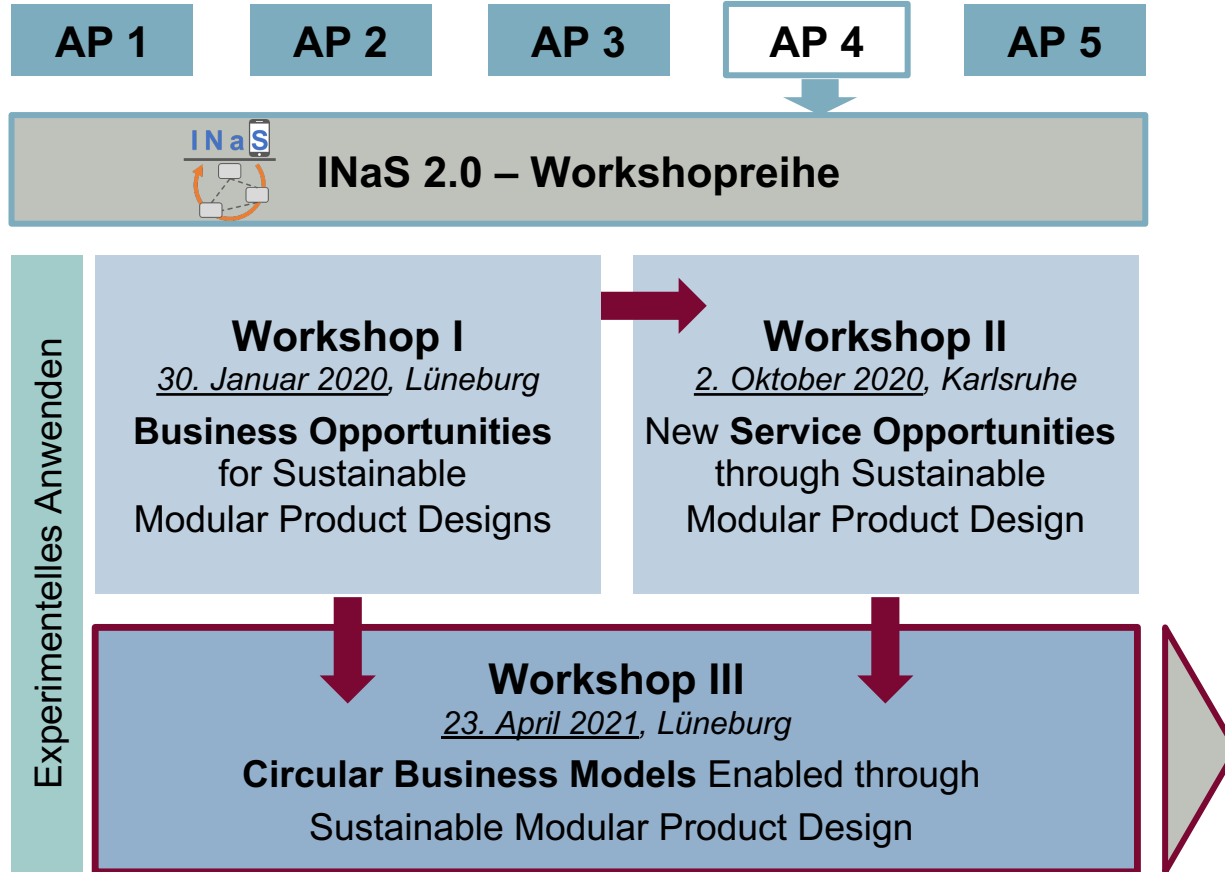 AP 1
AP 2
AP 3
AP 4
AP 5
INaS
INaS 2.0 – Workshopreihe
Experimentelles Anwenden
Workshop I
30. Januar 2020, Lüneburg
Business Opportunities
for Sustainable
Modular Product Designs
Workshop II
2. Oktober 2020, Karlsruhe
New Service Opportunities
through Sustainable
Modular Product Design
Workshop III
23. April 2021, Lüneburg
Circular Business Models Enabled through
Sustainable Modular Product Design